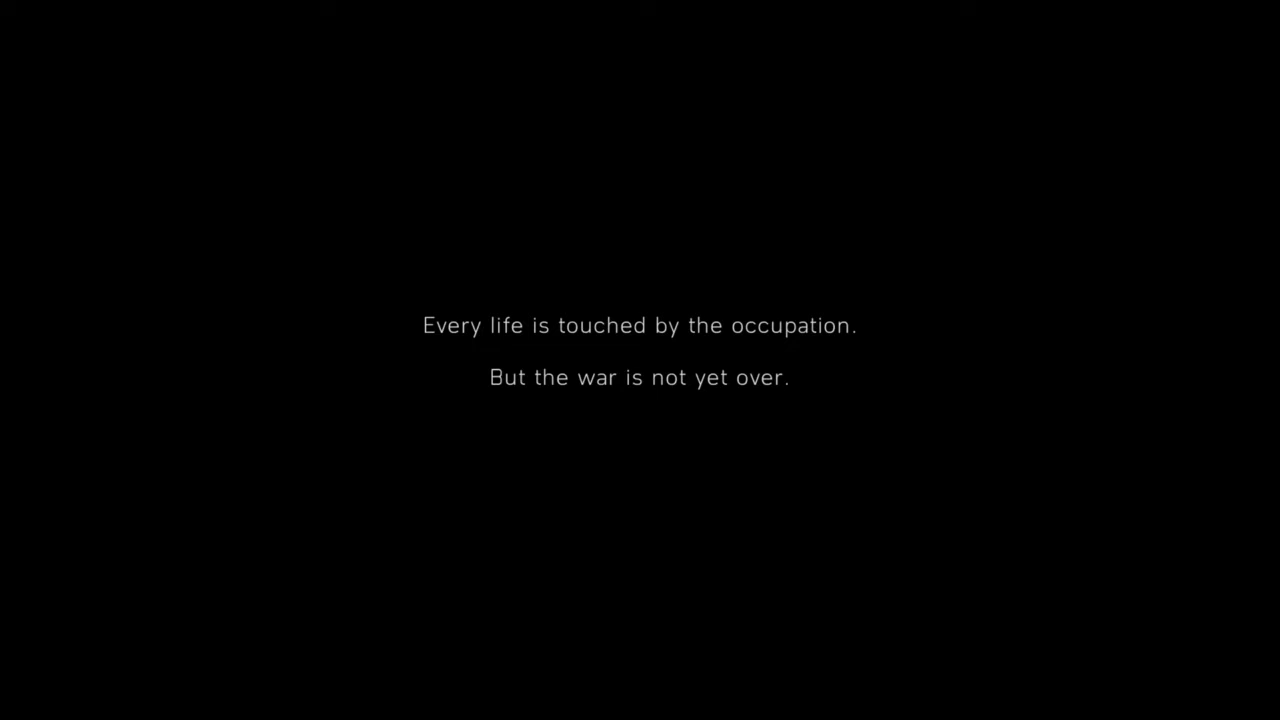 Every life is touched by the occupation.
But the war is not yet over.